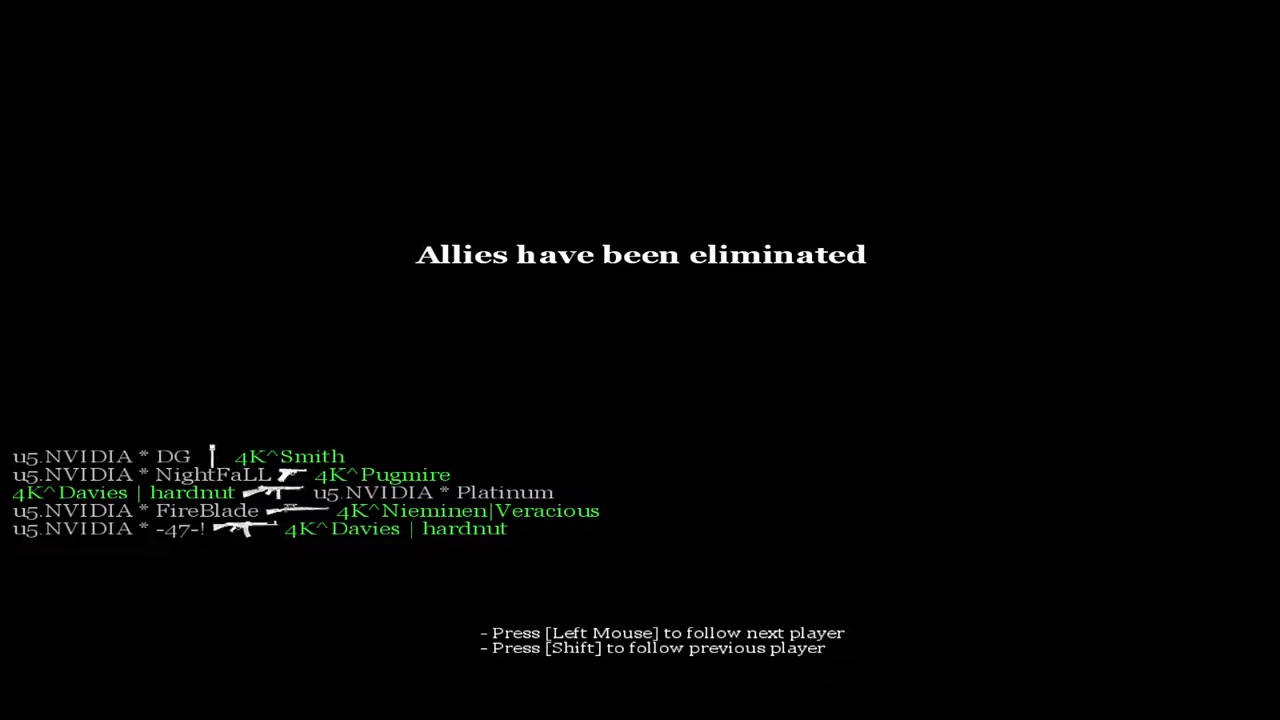 Allies have been eliminated
u5.NVIDIA * DG 4K^Smith
u5.NVIDIA * NightFaLL 4K^Pugmire
4K^Davies | hardnut u5.NVIDIA * Platinum
u5.NVIDIA * FireBlade 4K^Nieminen|Veracious
u5.NVIDIA * -47-! 4K^Davies | hardnut
- Press [Left Mouse] to follow next player
- Press [Shift] to follow previous player